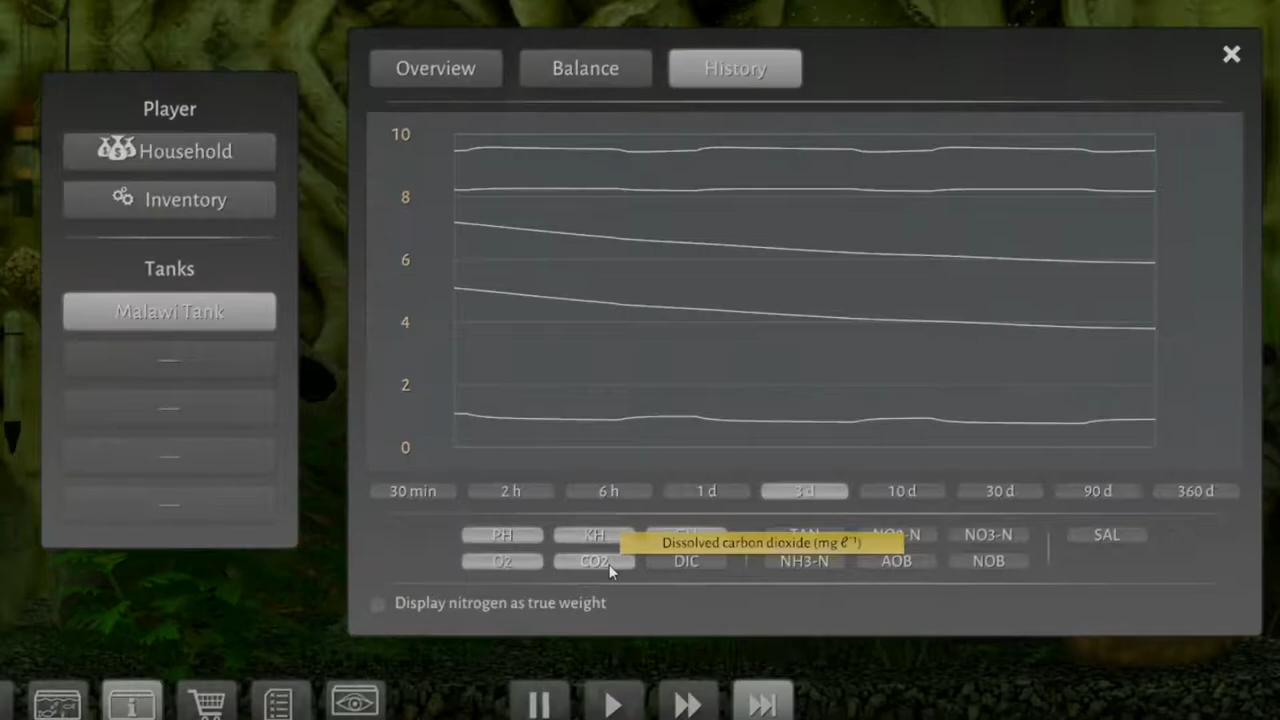 Overview
Balance
History
Player
Household
Inventory
Tanks
Malawi Tank
10
8
6
4
2
0
30 min
2 h
6 h
1 d
3 d
10 d
30 d
90 d
360 d
PH
KH
NO3-N
SAL
Dissolved carbon dioxide (mg ℓ⁻¹)
O2
CO2
DIC
NH3-N
AOB
NOB
Display nitrogen as true weight